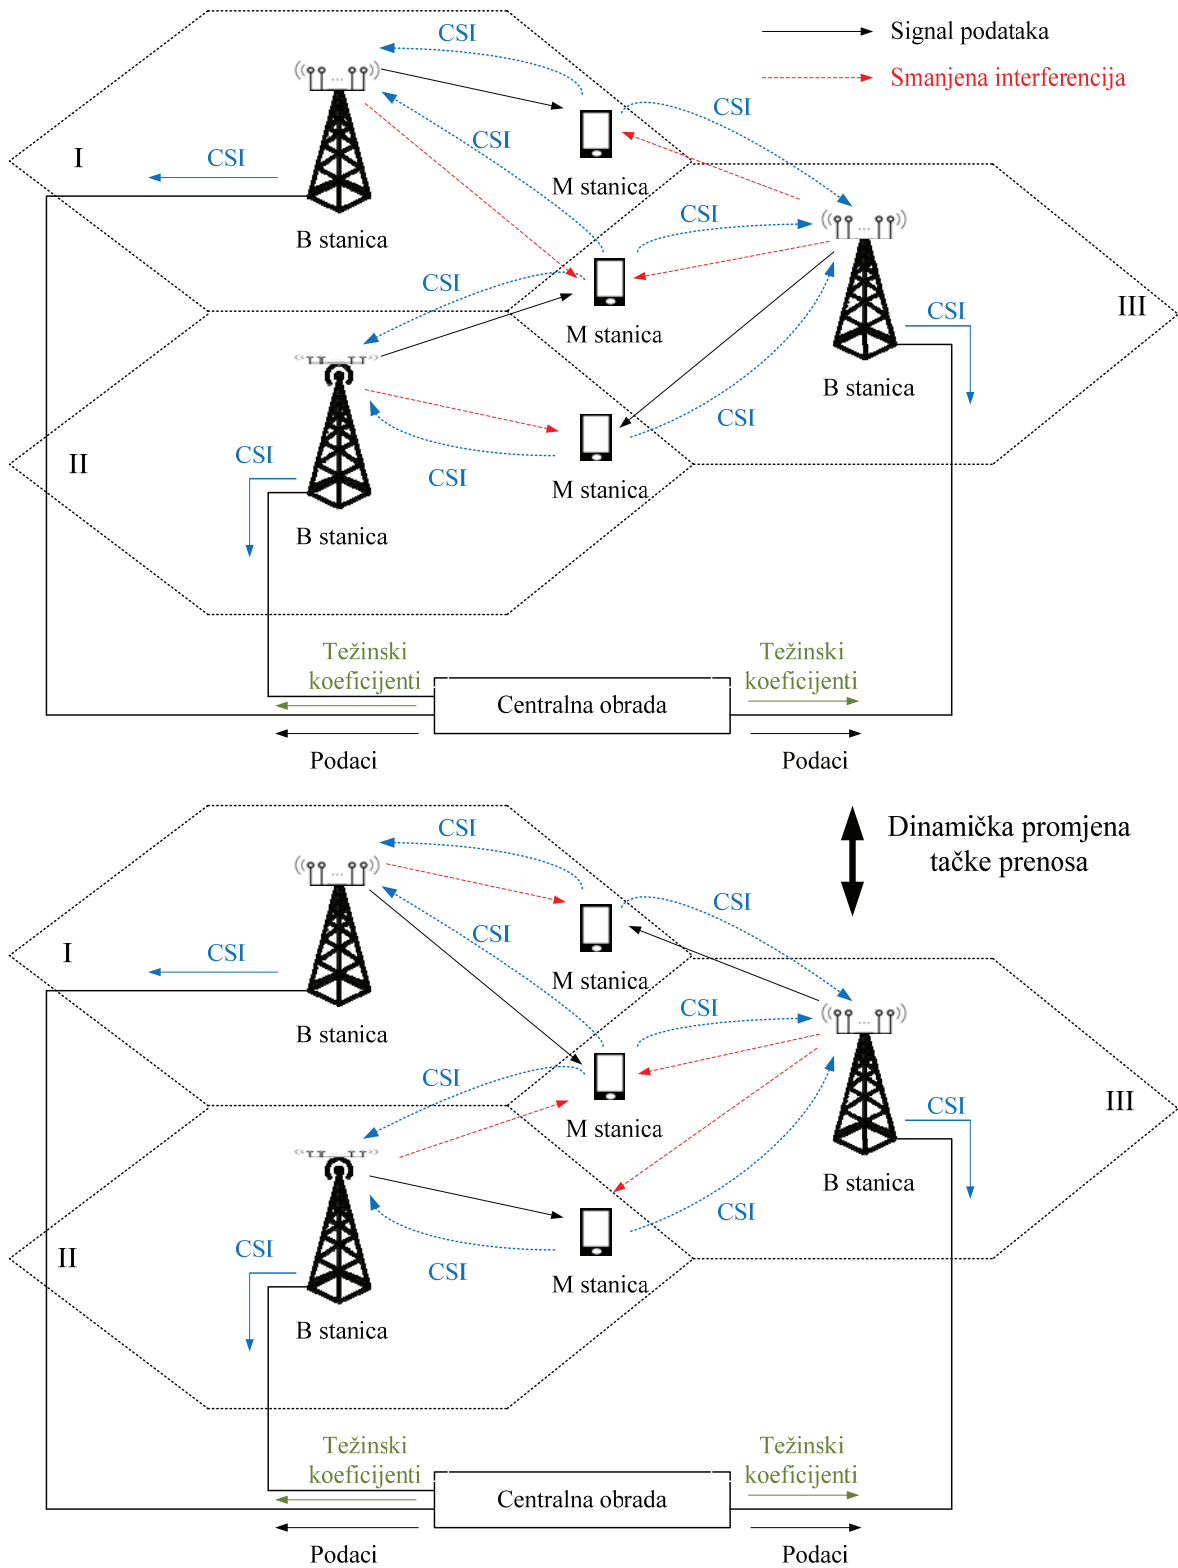 CSI
Signal podataka
Smanjena interferencija
CSI
CSI
I
CSI
M stanica
CSI
B stanica
CSI
III
CSI
M stanica
B stanica
CSI
II
CSI
CSI
M stanica
B stanica
Težinski
koeficijenti
Težinski
koeficijenti
Centralna obrada
Podaci
Podaci
Dinamička promjena
tačke prenosa
CSI
CSI
CSI
I
CSI
M stanica
CSI
B stanica
CSI
III
CSI
M stanica
B stanica
CSI
II
CSI
CSI
M stanica
B stanica
Težinski
koeficijenti
Težinski
koeficijenti
Centralna obrada
Podaci
Podaci